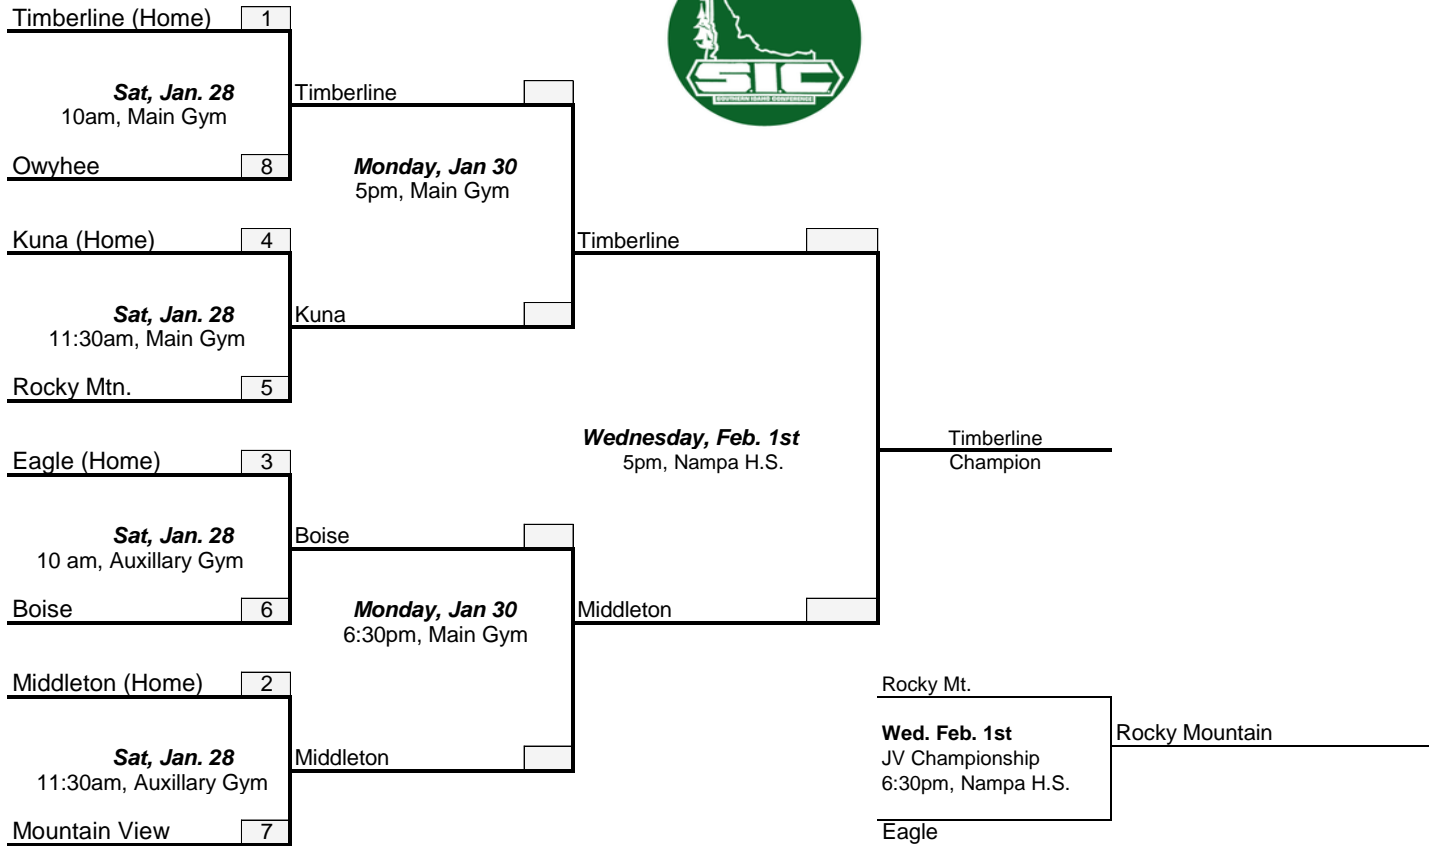 Timberline (Home) 1
S.I.C
SOUTHERN IDAHO CONFERENCE
Sat, Jan. 28
10am, Main Gym
Timberline
Owyhee 8
Monday, Jan 30
5pm, Main Gym
Kuna (Home) 4
Timberline
Sat, Jan. 28
11:30am, Main Gym
Kuna
Rocky Mtn. 5
Wednesday, Feb. 1st
5pm, Nampa H.S.
Timberline
Champion
Eagle (Home) 3
Sat, Jan. 28
10 am, Auxillary Gym
Boise
Boise 6
Monday, Jan 30
6:30pm, Main Gym
Middleton
Middleton (Home) 2
Rocky Mt.
Sat, Jan. 28
11:30am, Auxillary Gym
Middleton
Wed. Feb. 1st
JV Championship
6:30pm, Nampa H.S.
Rocky Mountain
Mountain View 7
Eagle